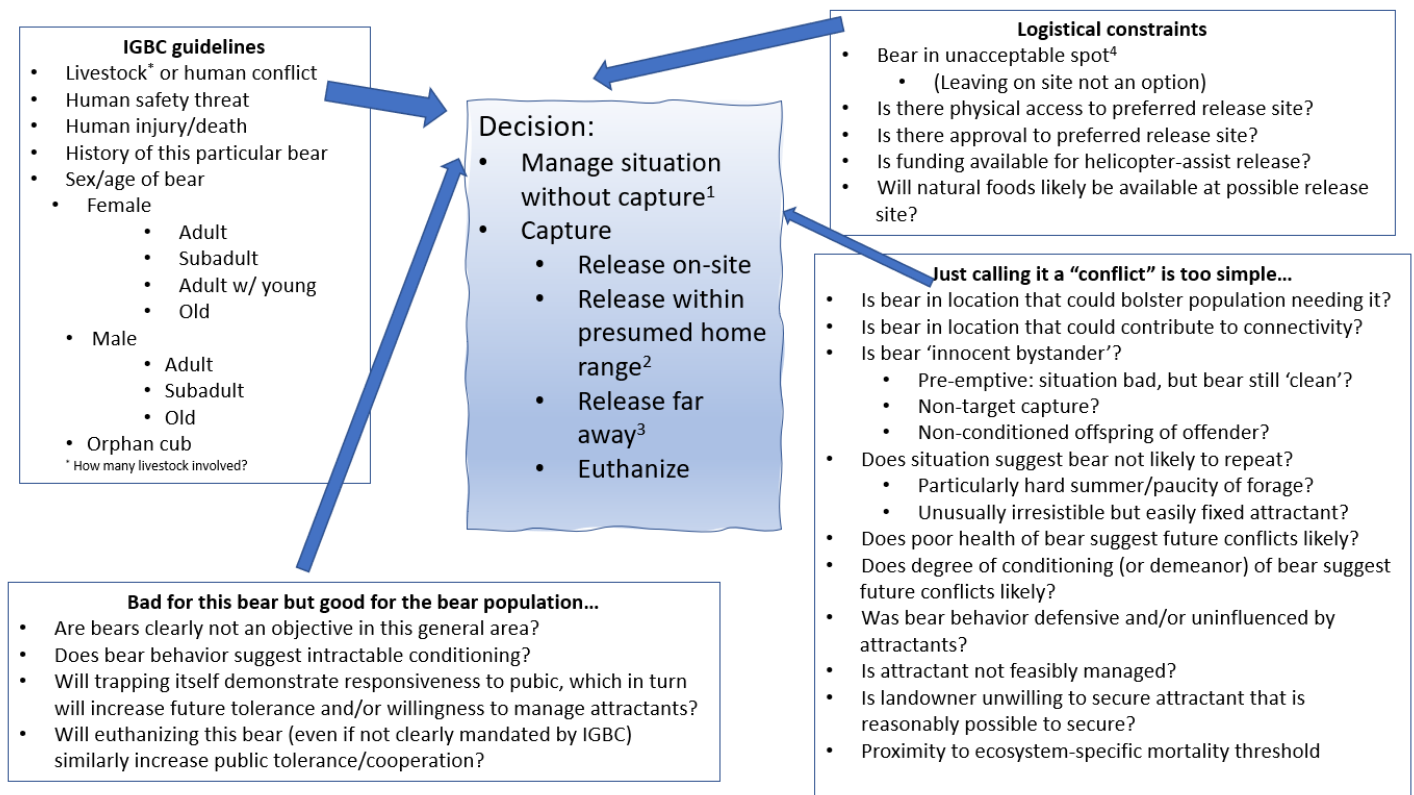 IGBC guidelines
• Livestock* or human conflict
• Human safety threat
• Human injury/death
• History of this particular bear
• Sex/age of bear
• Female
• Adult
• Subadult
• Adult w/ young
• Old
• Male
• Adult
• Subadult
• Old
• Orphan cub
* How many livestock involved?
Decision:
• Manage situation
without capture1
• Capture
• Release on-site
• Release within
presumed home
range2
• Release far
away3
• Euthanize
Logistical constraints
• Bear in unacceptable spot4
• (Leaving on site not an option)
• Is there physical access to preferred release site?
• Is there approval to preferred release site?
• Is funding available for helicopter-assist release?
• Will natural foods likely be available at possible release
site?
Just calling it a “conflict” is too simple…
• Is bear in location that could bolster population needing it?
• Is bear in location that could contribute to connectivity?
• Is bear ‘innocent bystander’?
• Pre-emptive: situation bad, but bear still ‘clean’?
• Non-target capture?
• Non-conditioned offspring of offender?
• Does situation suggest bear not likely to repeat?
• Particularly hard summer/paucity of forage?
• Unusually irresistible but easily fixed attractant?
• Does poor health of bear suggest future conflicts likely?
• Does degree of conditioning (or demeanor) of bear suggest
future conflicts likely?
• Was bear behavior defensive and/or uninfluenced by
attractants?
• Is attractant not feasibly managed?
• Is landowner unwilling to secure attractant that is
reasonably possible to secure?
• Proximity to ecosystem-specific mortality threshold
Bad for this bear but good for the bear population…
• Are bears clearly not an objective in this general area?
• Does bear behavior suggest intractable conditioning?
• Will trapping itself demonstrate responsiveness to pubic, which in turn
will increase future tolerance and/or willingness to manage attractants?
• Will euthanizing this bear (even if not clearly mandated by IGBC)
similarly increase public tolerance/cooperation?